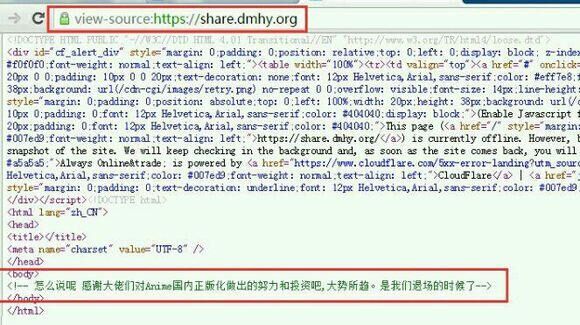 view-source:https://share.dmhy.org
<!DOCTYPE HTML PUBLIC "-//W3C//DTD HTML 4.01 Transitional//EN" "http://www.w3.org/TR/html4/loose.dtd">
<div id="cf_alert_div" style="margin: 0;padding: 0;position: relative;top: 0;left: 0;display: block; z-index
#f0f0f0;font-weight: normal;text-align: left;"><table width="100%"><tr><td valign="top"><a href="#" onclick=
20px 0 0;padding: 10px 0 0 20px;text-decoration: none;font: 12px Helvetica,Arial,sans-serif;color: #eff7e8;t
38px;background: url(/cdn-cgi/images/retry.png) no-repeat 0 0;overflow: visible;font-size: 14px;line-height:
style="margin: 0;padding: 0;position: absolute;top: 0;left: 100%;width: 20px;height: 38px;background: url(/
10px 0;padding: 0;font: 12px Helvetica,Arial,sans-serif;color: #404040;display: block;">(Enable Javascript f
20px;padding: 0;font: 12px Helvetica,Arial,sans-serif;color: #404040;">This page (<a href="/" style="margin:
#007ed9;font-weight: normal;text-align: left;">https://share.dmhy.org/</a>) is currently offline. However,
snapshot of the site. We will keep checking in the background and, as soon as the site comes back, you will
#a5a5a5;">Always Online&trade; is powered by <a href="https://www.cloudflare.com/5xx-error-landing?utm_sour
Helvetica,Arial,sans-serif;color: #007ed9;font-weight: normal;text-align: left;">CloudFlare</a> | <a href="j
style="margin: 0;padding: 0;text-decoration: underline;font: 12px Helvetica,Arial,sans-serif;color: #007ed9
</div></script><!DOCTYPE html>
<html lang="zh_CN">
<head>
<title></title>
<meta name="charset" value="UTF-8" />
</head>
<body>
<!-- 怎么说呢 感谢大佬们对Anime国内正版化做出的努力和投资吧,大势所趋。是我们退场的时候了-->
</body>
</html>